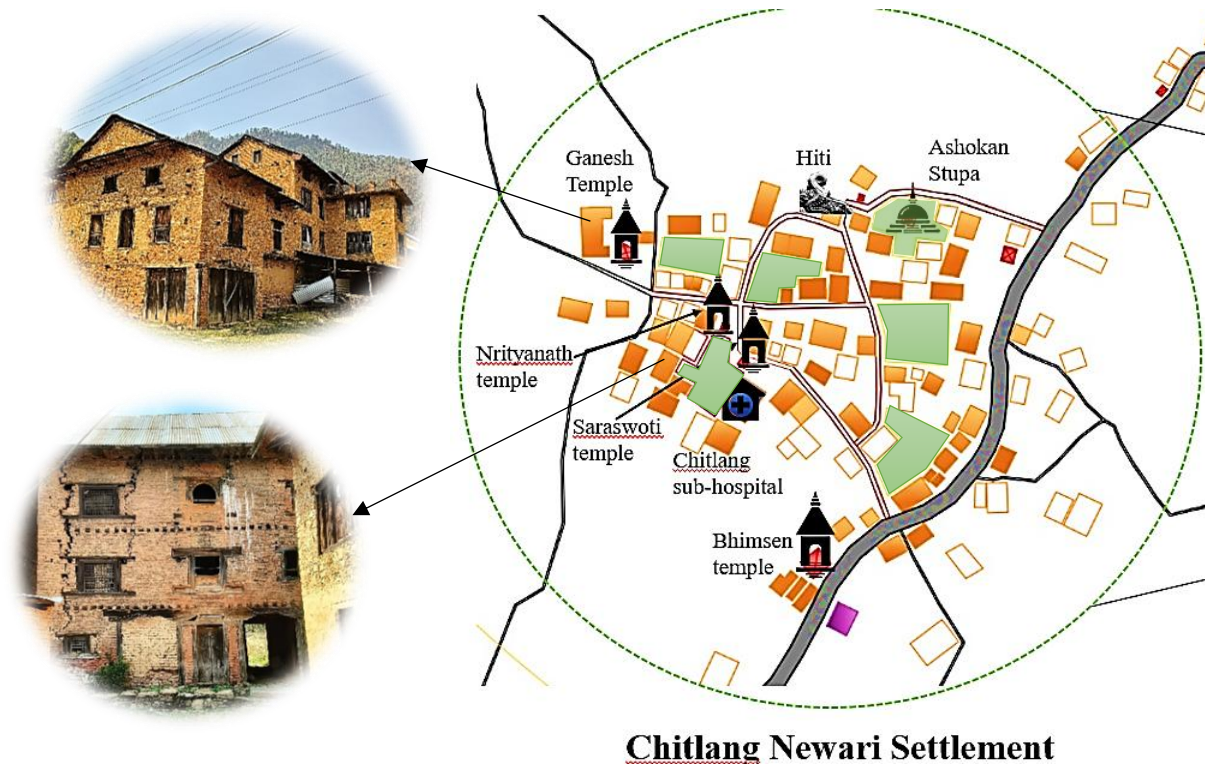 Ganesh
Temple
Hiti
Ashokan
Stupa
Nrityanath
temple
Saraswoti
temple
Chitlang
sub-hospital
Bhimsen
temple
Chitlang Newari Settlement